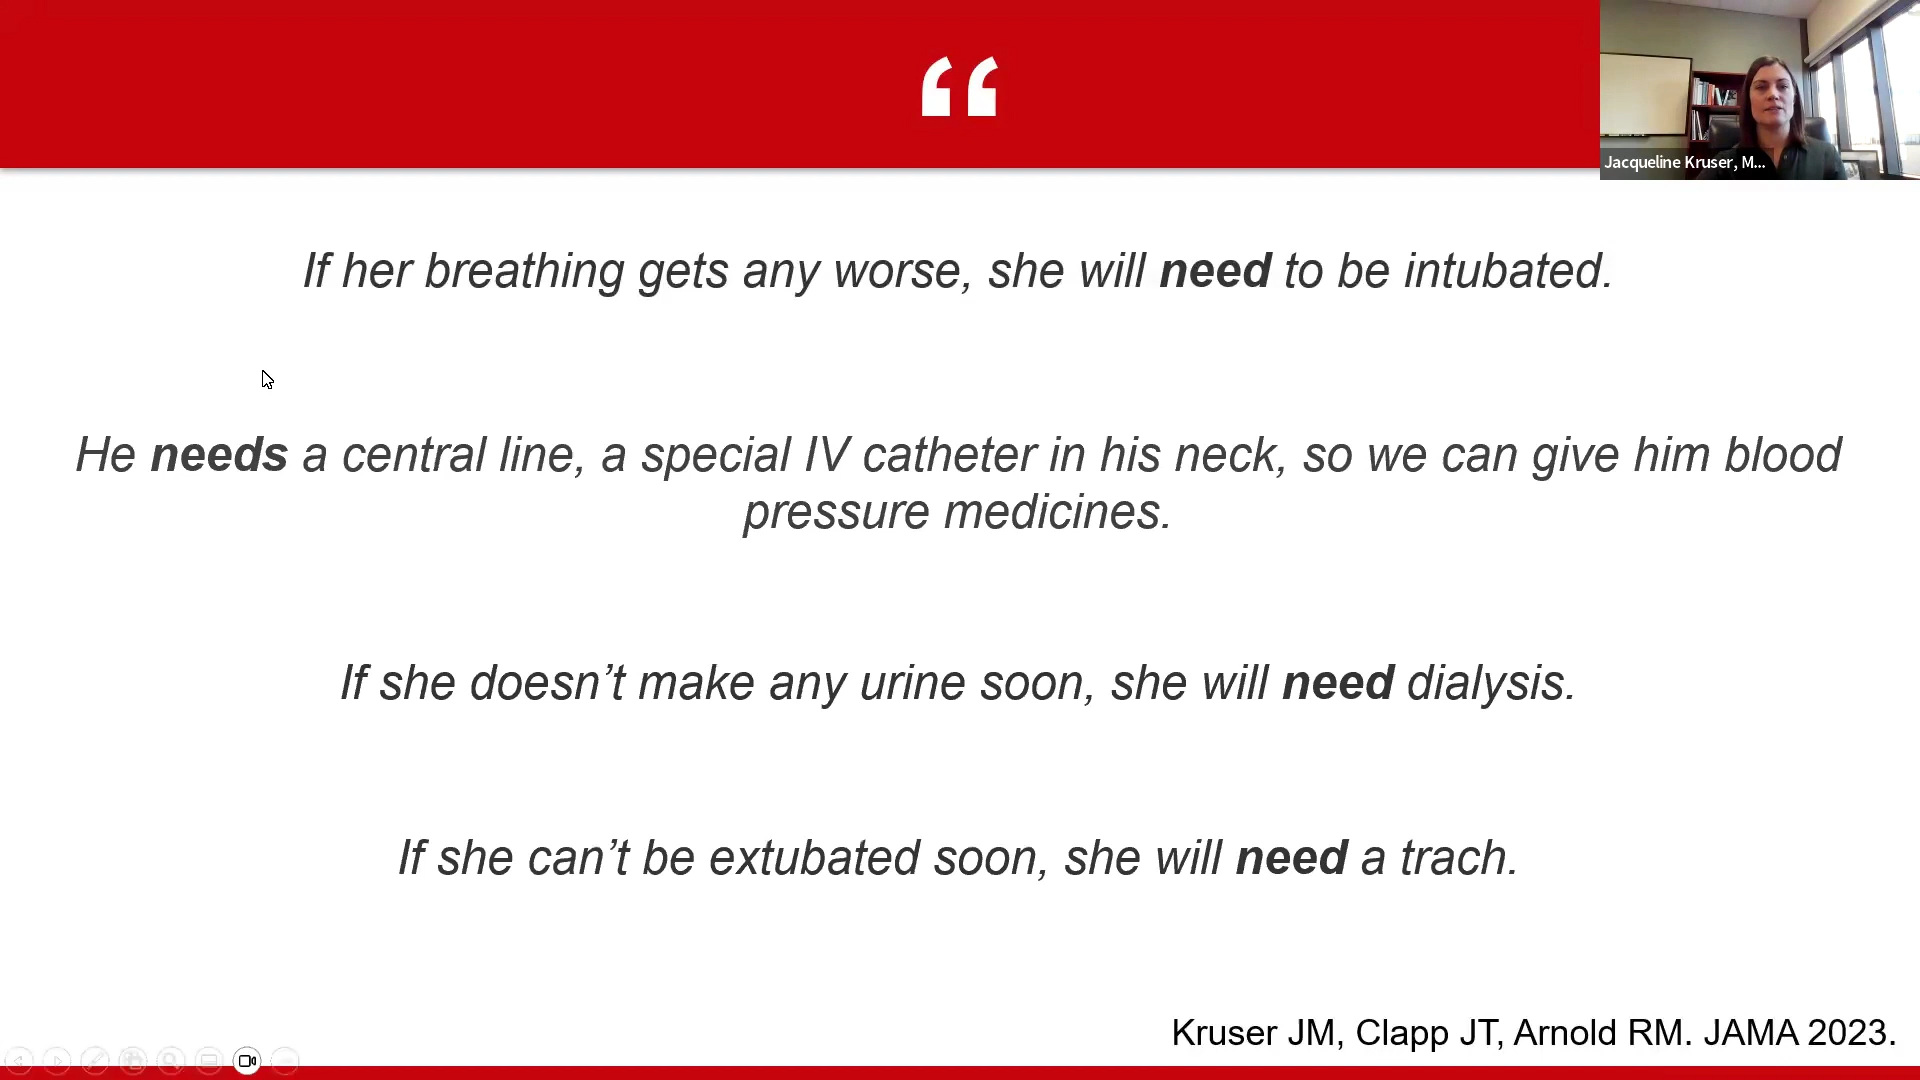 “
Jacqueline Kruser, M...
If her breathing gets any worse, she will need to be intubated.
He needs a central line, a special IV catheter in his neck, so we can give him blood
pressure medicines.
If she doesn’t make any urine soon, she will need dialysis.
If she can’t be extubated soon, she will need a trach.
Kruser JM, Clapp JT, Arnold RM. JAMA 2023.